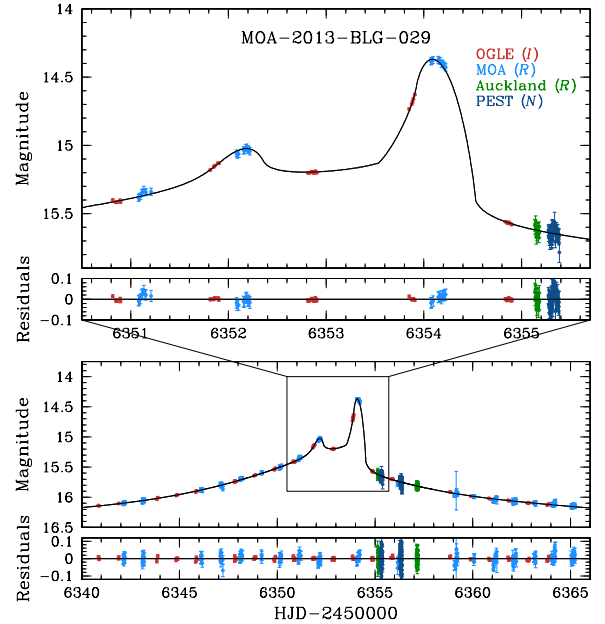 MOA-2013-BLG-029
OGLE (I)
MOA (R)
Auckland (R)
PEST (N)
Magnitude
14
14.5
15
15.5
Residuals
0.1
0
-0.1
6351 6352 6353 6354 6355
Magnitude
14
14.5
15
15.5
16
16.5
Residuals
0.1
0
-0.1
6340 6345 6350 6355 6360 6365
HJD-2450000